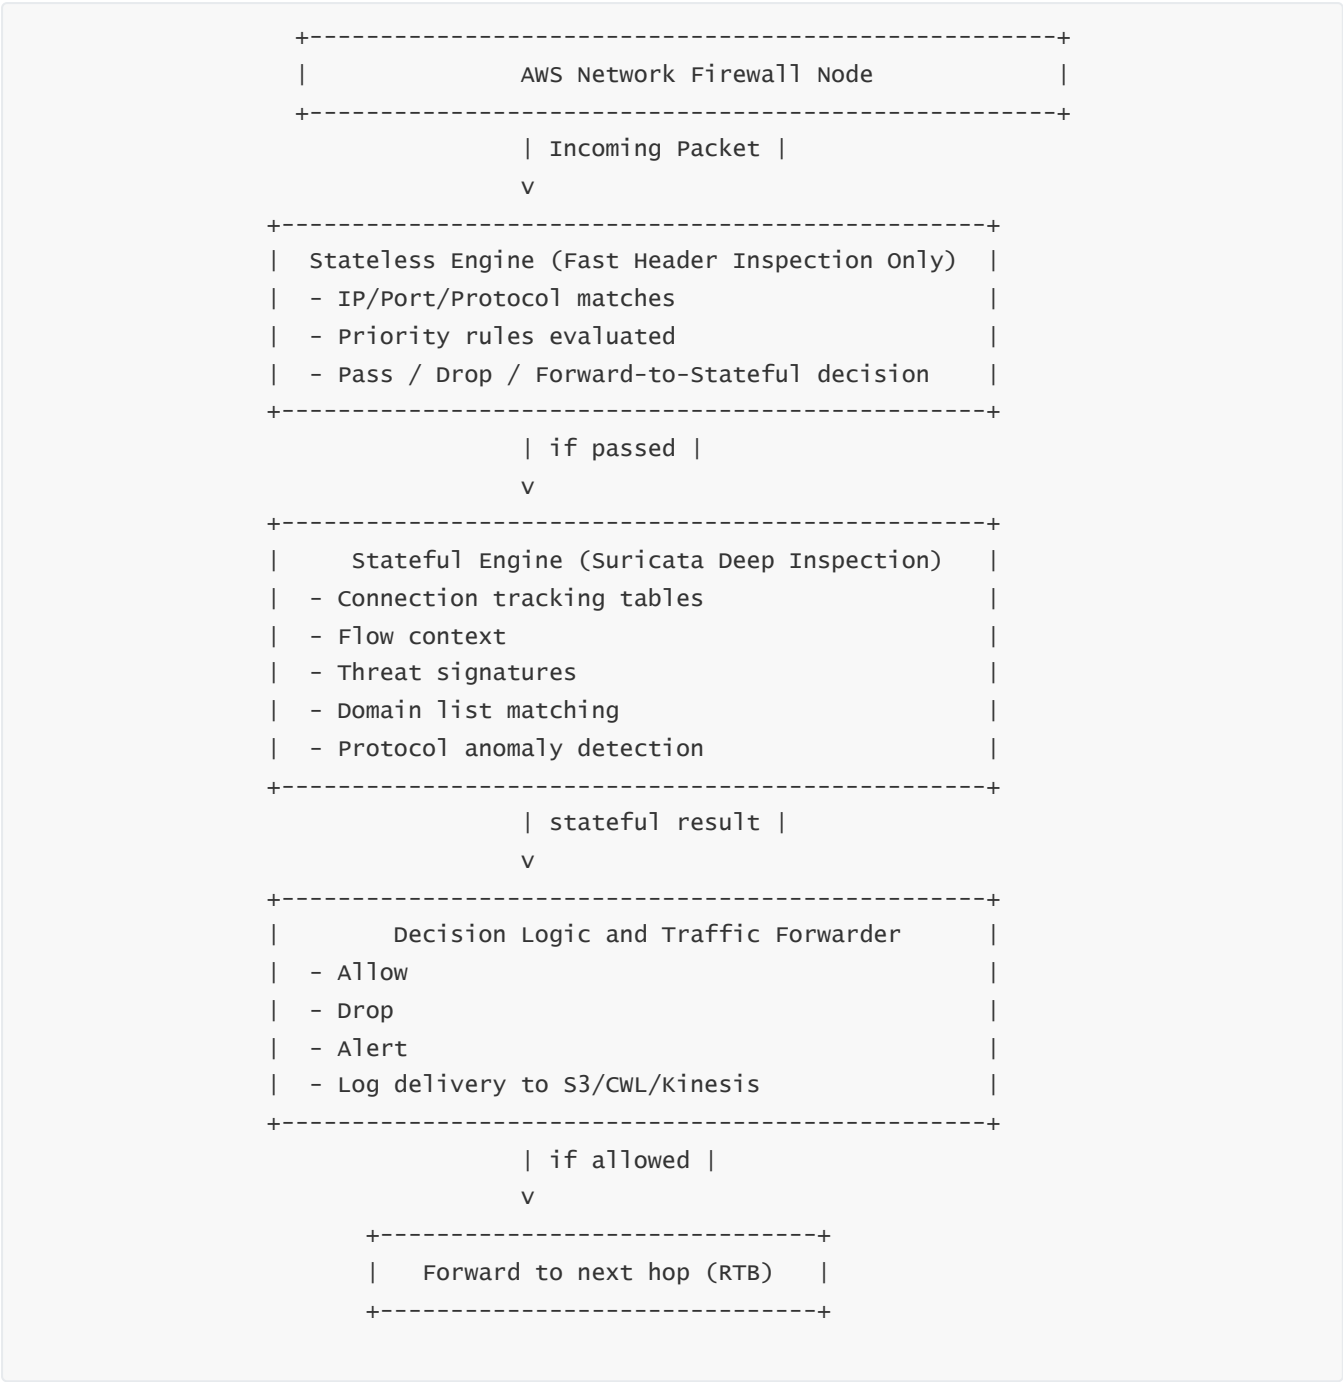 +-----------------------------------------------------+
| AWS Network Firewall Node |
+-----------------------------------------------------+
| Incoming Packet |
v
+--------------------------------------------------+
| Stateless Engine (Fast Header Inspection Only) |
| - IP/Port/Protocol matches |
| - Priority rules evaluated |
| - Pass / Drop / Forward-to-Stateful decision |
+--------------------------------------------------+
| if passed |
v
+--------------------------------------------------+
| Stateful Engine (Suricata Deep Inspection) |
| - Connection tracking tables |
| - Flow context |
| - Threat signatures |
| - Domain list matching |
| - Protocol anomaly detection |
+--------------------------------------------------+
| stateful result |
v
+--------------------------------------------------+
| Decision Logic and Traffic Forwarder |
| - Allow |
| - Drop |
| - Alert |
| - Log delivery to S3/CWL/Kinesis |
+--------------------------------------------------+
| if allowed |
v
+-------------------------------+
| Forward to next hop (RTB) |
+-------------------------------+